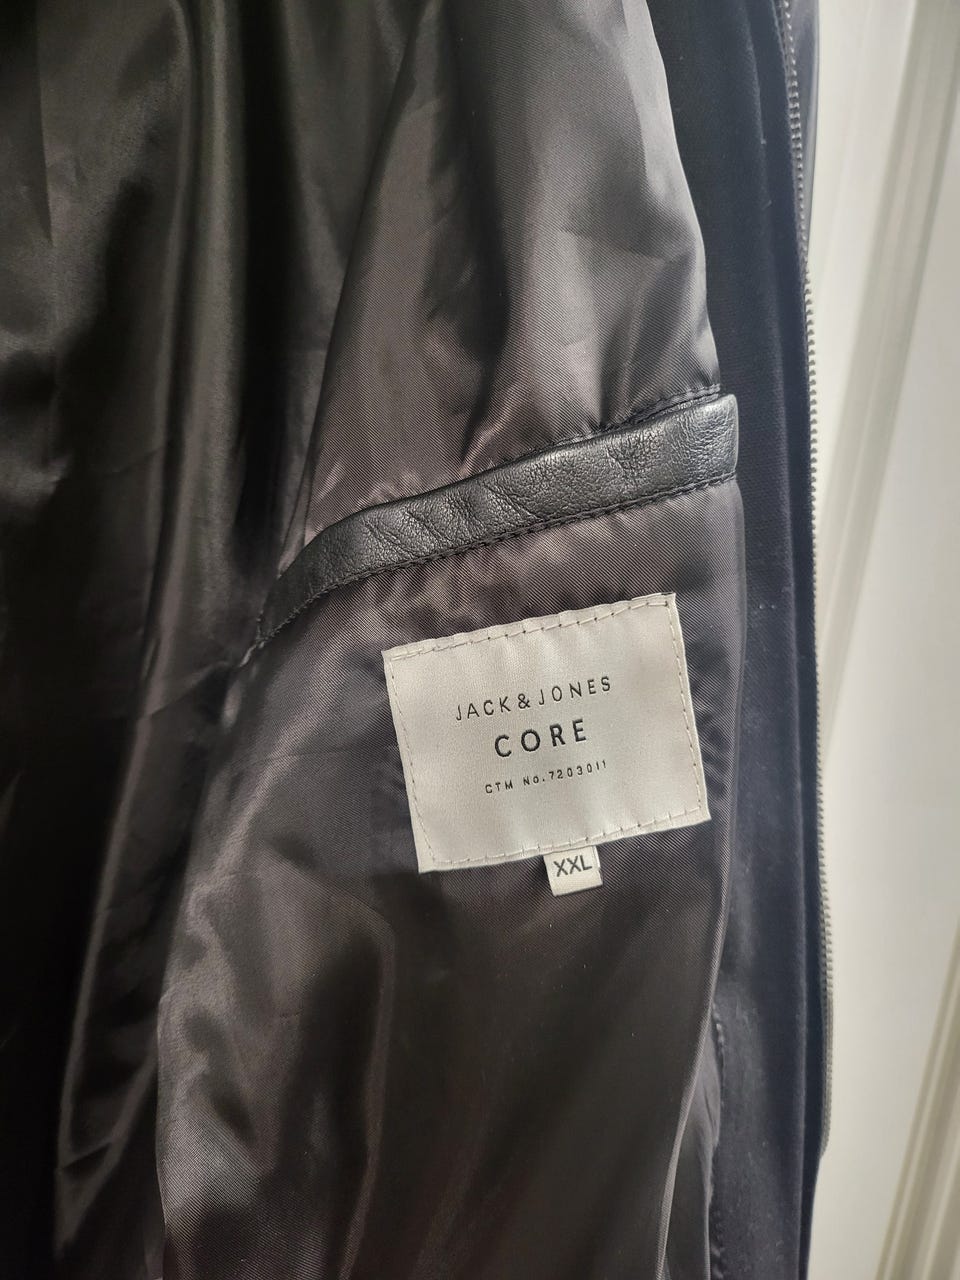 JACK & JONES
CORE
CTM No. 7203011
XXL